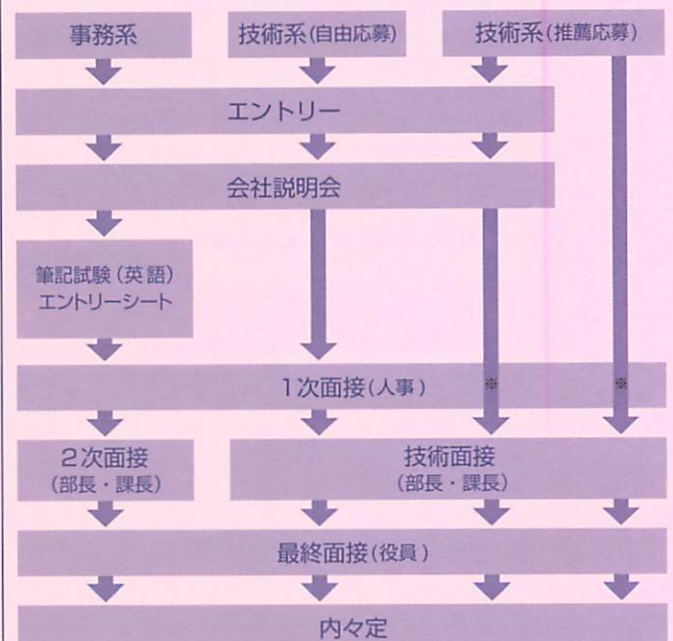 事務系
技術系(自由応募)
技術系(推薦応募)
エントリー
会社説明会
筆記試験(英語)
エントリーシート
1次面接(人事)
※
※
2次面接
(部長・課長)
技術面接
(部長・課長)
最終面接(役員)
内々定